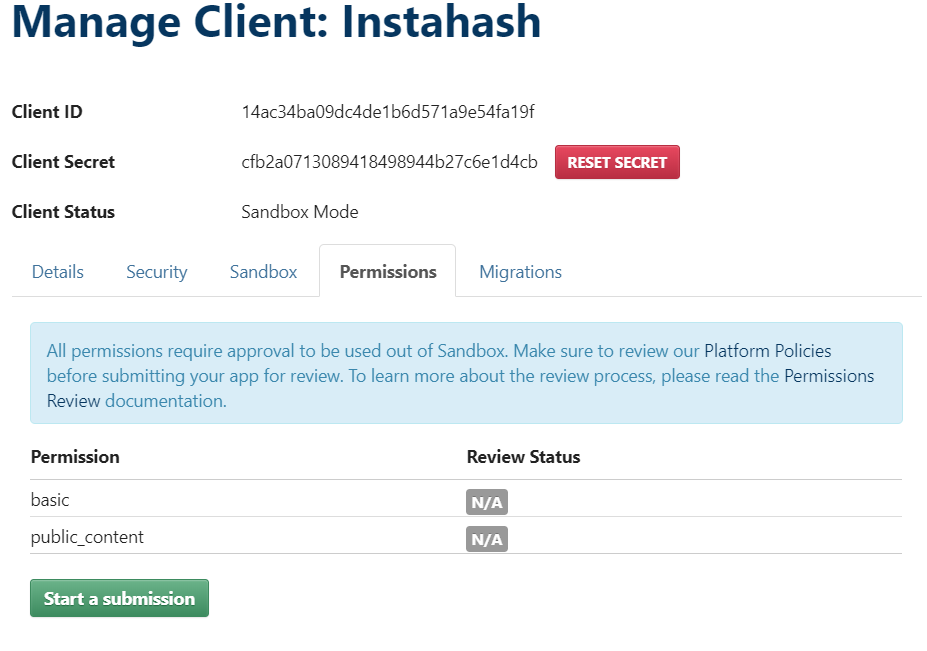 Manage Client: Instahash
Client ID 14ac34ba09dc4de1b6d571a9e54fa19f
Client Secret cfb2a0713089418498944b27c6e1d4cb RESET SECRET
Client Status Sandbox Mode
Details Security Sandbox Permissions Migrations
All permissions require approval to be used out of Sandbox. Make sure to review our Platform Policies
before submitting your app for review. To learn more about the review process, please read the Permissions
Review documentation.
Permission Review Status
basic N/A
public_content N/A
Start a submission